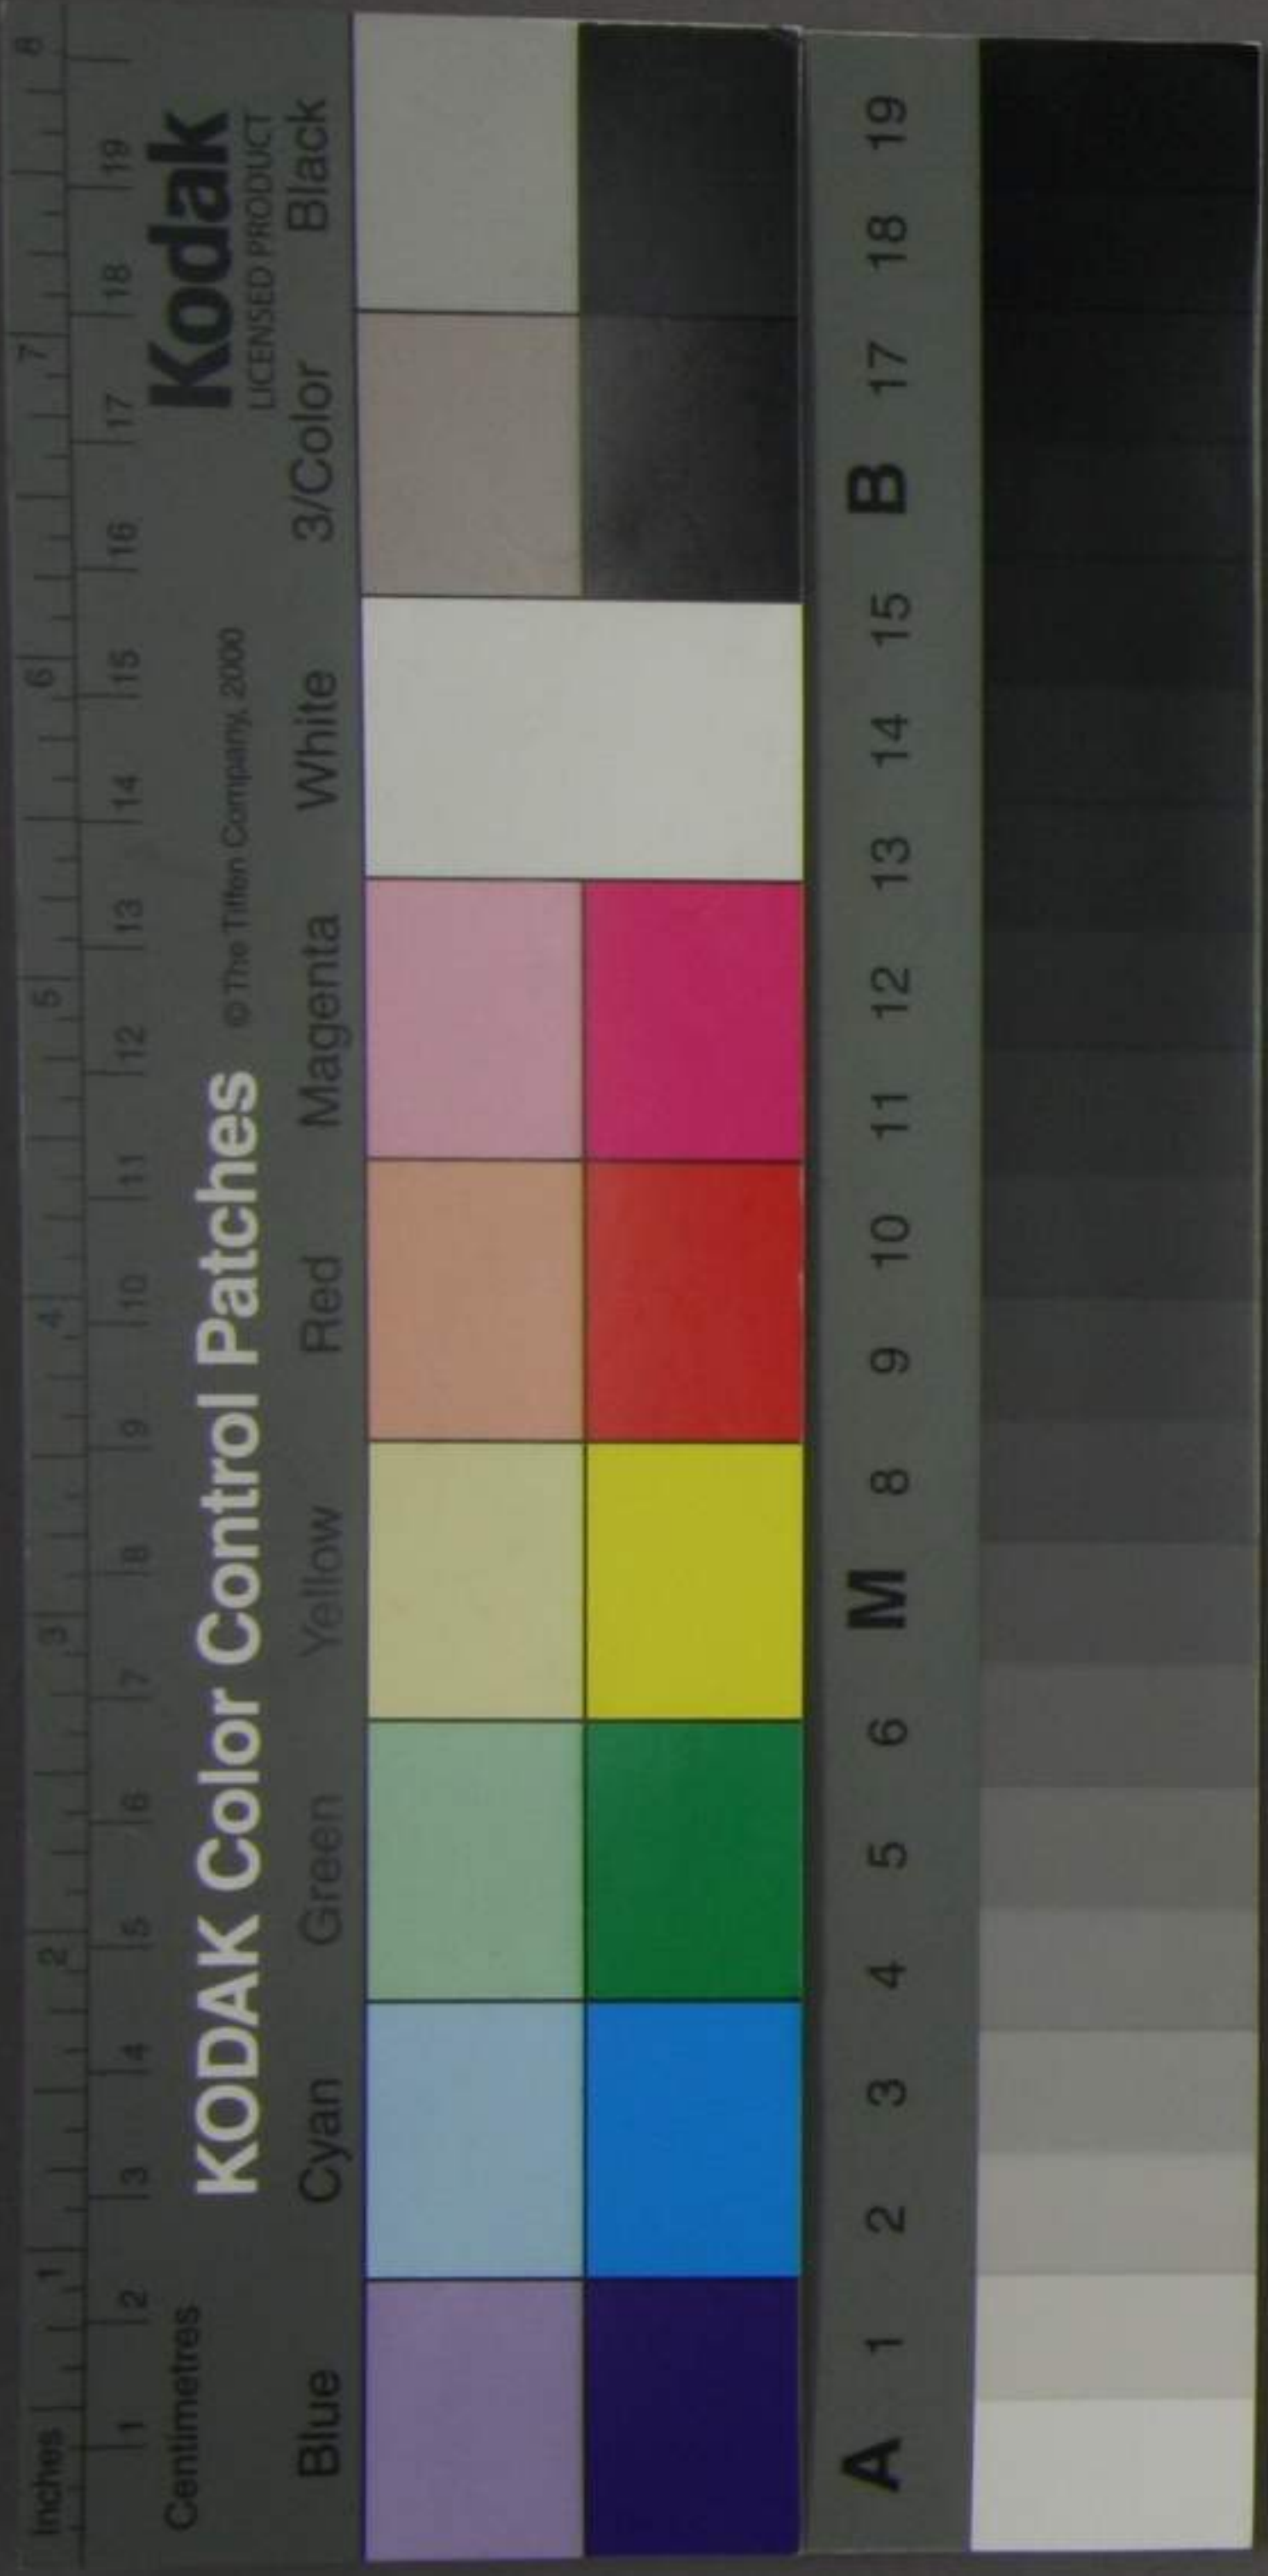 Inches 1 2 3 4 5 6 7 8
1 2 3 4 5 6 7 8 9 10 11 12 13 14 15 16 17 18 19
Centimetres
KODAK Color Control Patches © The Tiffen Company, 2000
Kodak
LICENSED PRODUCT
Blue Cyan Green Yellow Red Magenta White 3/Color Black
A 1 2 3 4 5 6 M 8 9 10 11 12 13 14 15 B 17 18 19